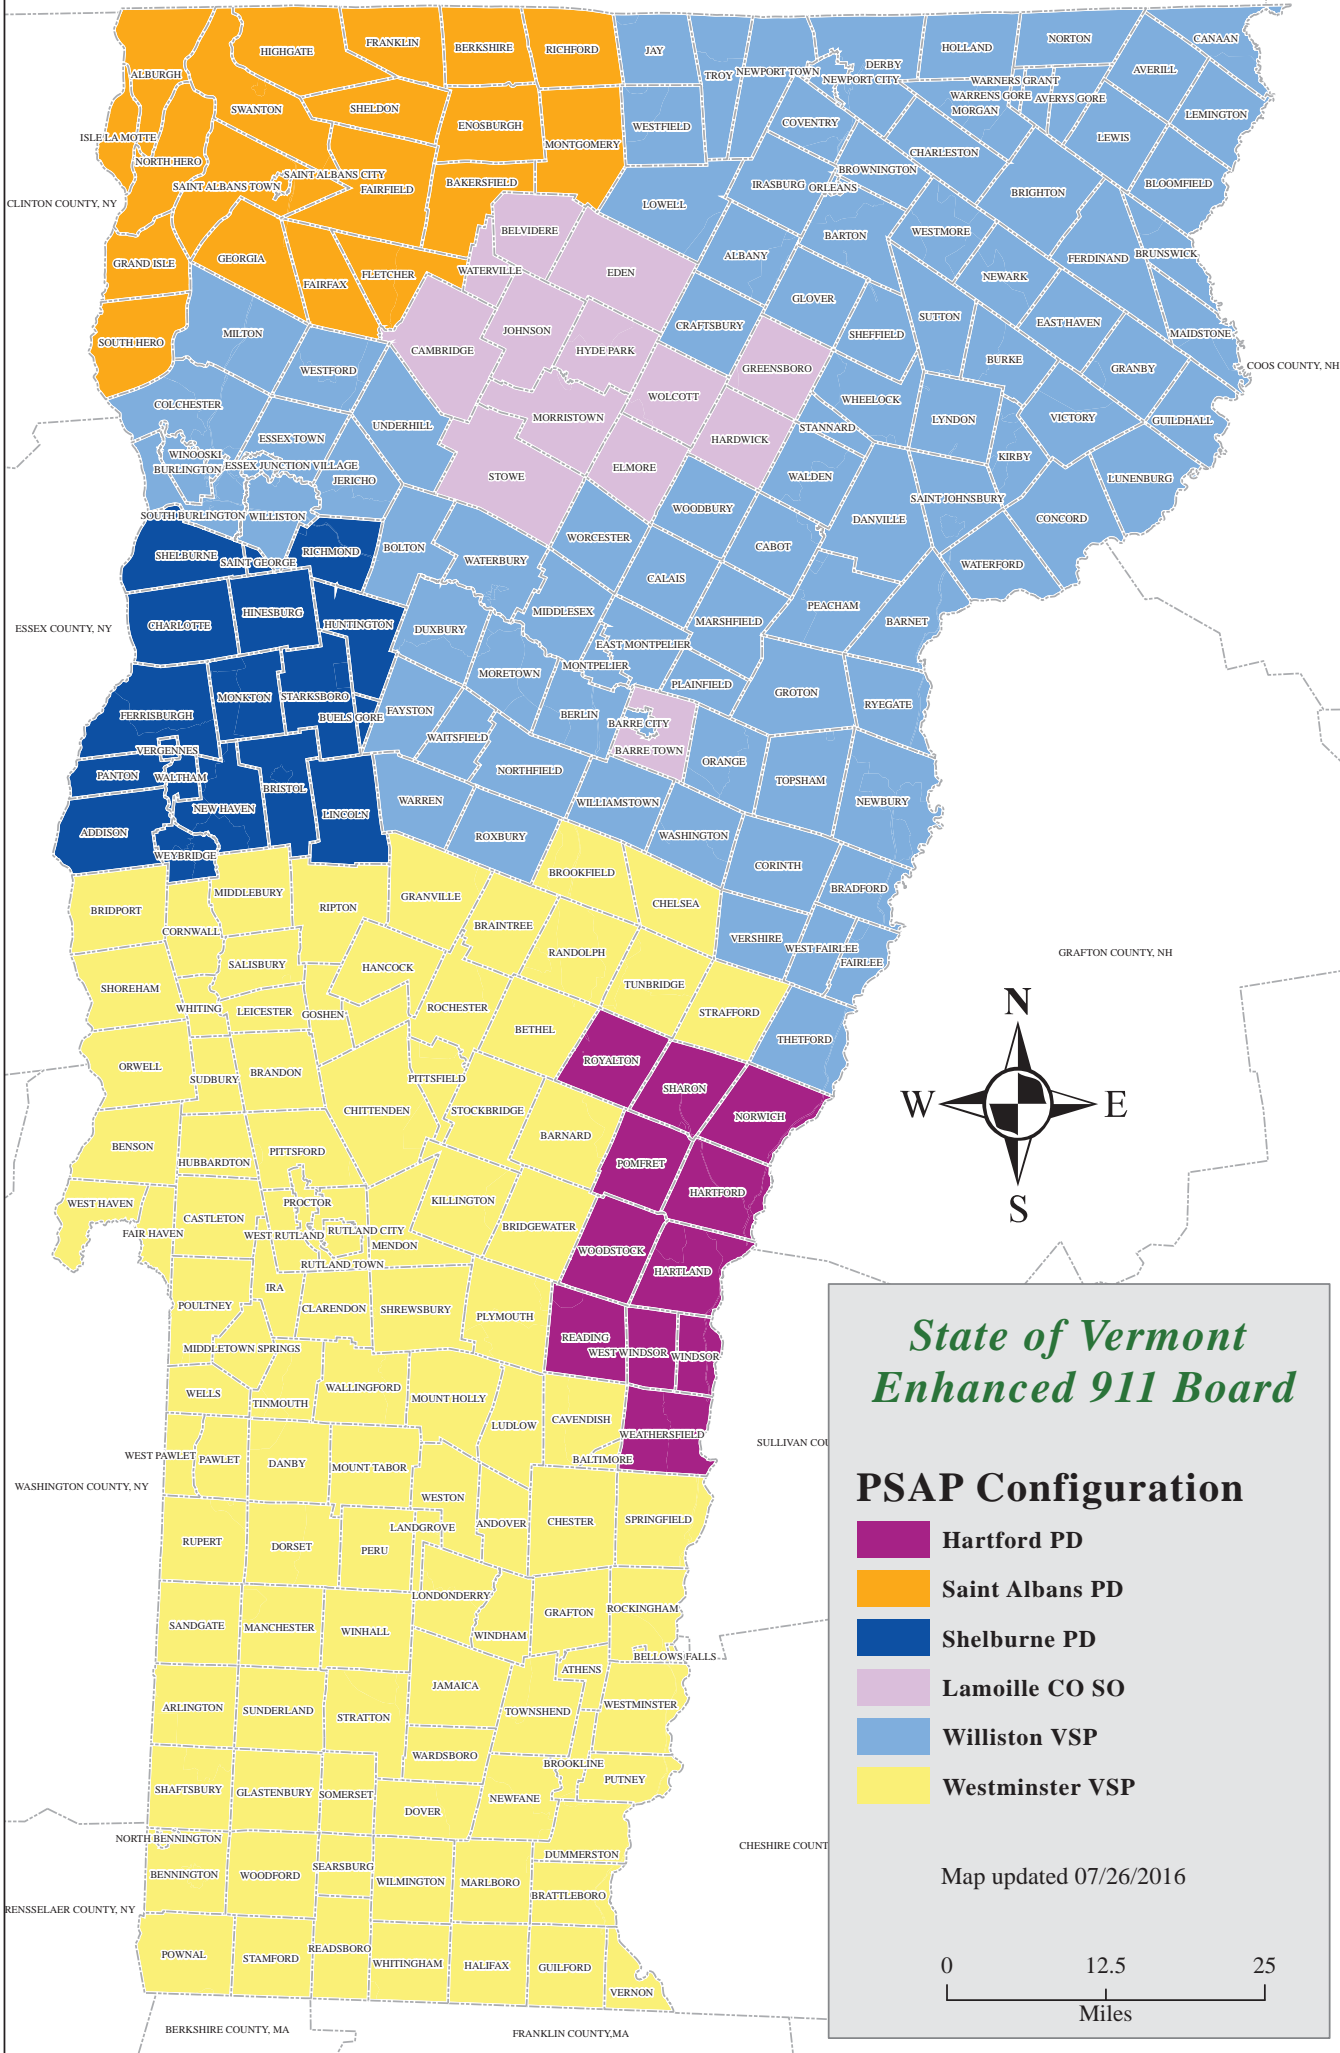 HIGHGATE
FRANKLIN
BERKSHIRE
RICHFORD
JAY
TROY
NEWPORT TOWN
DERBY
NEWPORT CITY
HOLLAND
NORTON
CANAAN
AVERILL
ALBURGH
WARNERS GRANT
WARRENS GORE
AVERYS GORE
MORGAN
LEMINGTON
SWANTON
SHELDON
ENOSBURGH
WESTFIELD
COVENTRY
LEWIS
ISLE LA MOTTE
MONTGOMERY
CHARLESTON
NORTH HERO
SAINT ALBANS CITY
SAINT ALBANS TOWN
FAIRFIELD
BAKERSFIELD
BROWNINGTON
IRASBURG
ORLEANS
BRIGHTON
BLOOMFIELD
CLINTON COUNTY, NY
LOWELL
BELVIDERE
BARTON
WESTMORE
GRAND ISLE
GEORGIA
FLETCHER
WATERVILLE
EDEN
ALBANY
FERDINAND
BRUNSWICK
FAIRFAX
NEWARK
GLOVER
SOUTH HERO
MILTON
JOHNSON
CRAFTSBURY
SHEFFIELD
SUTTON
EAST HAVEN
MAIDSTONE
CAMBRIDGE
HYDE PARK
GREENSBORO
BURKE
GRANBY
COOS COUNTY, NH
WESTFORD
COLCHESTER
WOLCOTT
WHEELOCK
UNDERHILL
MORRISTOWN
STANNARD
LYNDON
VICTORY
GUILDHALL
ESSEX TOWN
HARDWICK
WINOOSKI
BURLINGTON
ESSEX JUNCTION VILLAGE
JERICHO
STOWE
ELMORE
WALDEN
KIRBY
LUNENBURG
SAINT JOHNSBURY
SOUTH BURLINGTON
WILLISTON
WOODBURY
DANVILLE
CONCORD
SHELBURNE
SAINT GEORGE
RICHMOND
BOLTON
WATERBURY
WORCESTER
CABOT
WATERFORD
CALAIS
CHARLOTTE
HINESBURG
HUNTINGTON
DUXBURY
MIDDLESEX
MARSHFIELD
PEACHAM
BARNET
ESSEX COUNTY, NY
EAST MONTPELIER
MONTPELIER
MORETOWN
PLAINFIELD
GROTON
RYEGATE
MONKTON
STARKSBORO
FERRISBURGH
BUELS GORE
FAYSTON
BERLIN
BARRE CITY
BARRE TOWN
WAITSFIELD
VERGENNES
PANTON
WALTHAM
BRISTOL
NORTHFIELD
ORANGE
TOPSHAM
NEW HAVEN
LINCOLN
WARREN
WILLIAMSTOWN
NEWBURY
ADDISON
WEYBRIDGE
ROXBURY
WASHINGTON
CORINTH
BRADFORD
MIDDLEBURY
RIPTON
GRANVILLE
BROOKFIELD
CHELSEA
BRIDPORT
CORNWALL
BRAINTREE
VERSHIRE
WEST FAIRLEE
FAIRLEE
SALISBURY
HANCOCK
RANDOLPH
GRAFTON COUNTY, NH
SHOREHAM
TUNBRIDGE
WHITING
LEICESTER
GOSHEN
ROCHESTER
STRAFFORD
BETHEL
THETFORD
ORWELL
SUDBURY
BRANDON
PITTSFIELD
ROYALTON
SHARON
CHITTENDEN
STOCKBRIDGE
NORWICH
BENSON
HUBBARDTON
PITTSFORD
BARNARD
POMFRET
WEST HAVEN
PROCTOR
KILLINGTON
HARTFORD
FAIR HAVEN
CASTLETON
WEST RUTLAND
RUTLAND CITY
MENDON
BRIDGEWATER
RUTLAND TOWN
WOODSTOCK
HARTLAND
IRA
POULTNEY
CLARENDON
SHREWSBURY
PLYMOUTH
READING
WEST WINDSOR
WINDSOR
MIDDLETOWN SPRINGS
WELLS
TINMOUTH
WALLINGFORD
MOUNT HOLLY
LUDLOW
CAVENDISH
WEATHERSFIELD
BALTIMORE
SULLIVAN COU
WEST PAWLET
PAWLET
DANBY
MOUNT TABOR
WASHINGTON COUNTY, NY
WESTON
LANDGROVE
ANDOVER
CHESTER
SPRINGFIELD
RUPERT
DORSET
PERU
LONDONDERRY
GRAFTON
ROCKINGHAM
SANDGATE
MANCHESTER
WINHALL
WINDHAM
BELLOWS FALLS
ATHENS
JAMAICA
ARLINGTON
SUNDERLAND
STRATTON
TOWNSHEND
WESTMINSTER
WARDSBORO
BROOKLINE
PUTNEY
SHAFTSBURY
GLASTENBURY
SOMERSET
DOVER
NEWFANE
NORTH BENNINGTON
CHESHIRE COUNT
DUMMERSTON
BENNINGTON
WOODFORD
SEARSBURG
WILMINGTON
MARLBORO
BRATTLEBORO
RENSSELAER COUNTY, NY
POWNAL
STAMFORD
READSBORO
WHITINGHAM
HALIFAX
GUILFORD
VERNON
BERKSHIRE COUNTY, MA
FRANKLIN COUNTY,MA
N
W
E
S
State of Vermont
Enhanced 911 Board
PSAP Configuration
Hartford PD
Saint Albans PD
Shelburne PD
Lamoille CO SO
Williston VSP
Westminster VSP
Map updated 07/26/2016
0 12.5 25
Miles